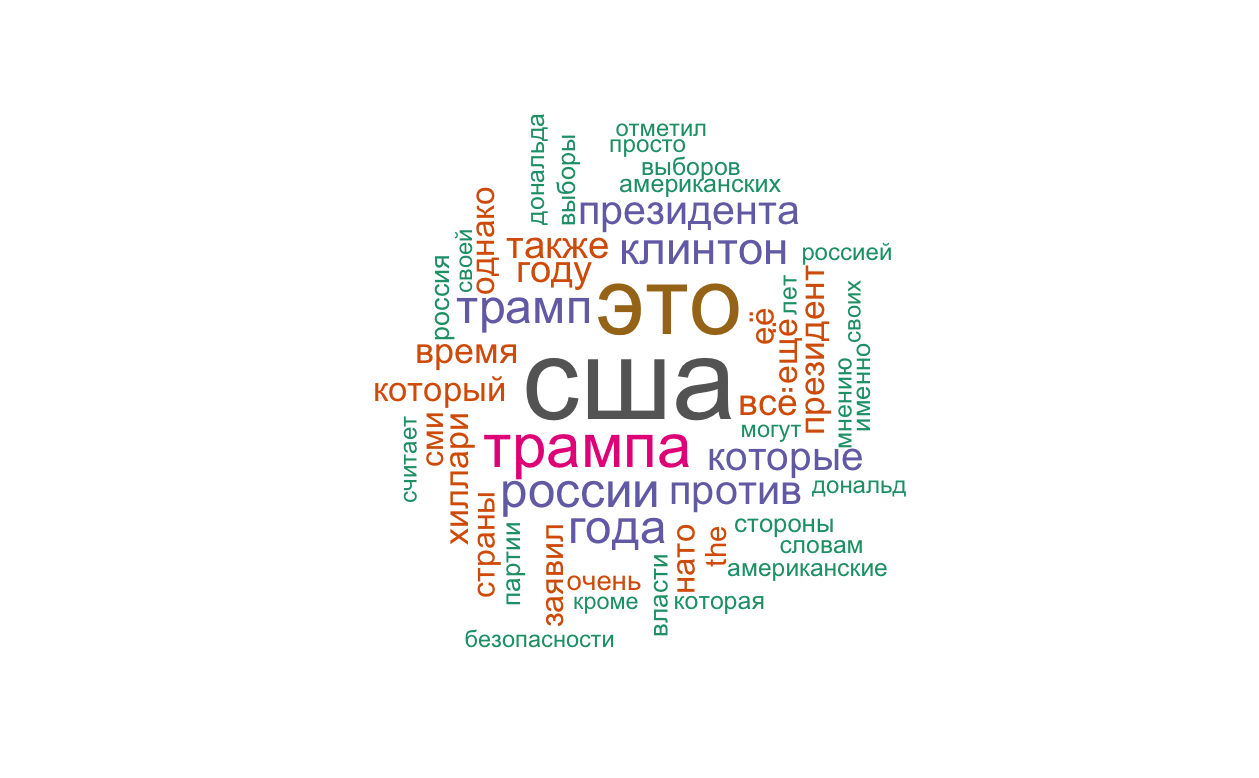 дональда
выборы
отметил
просто
выборов
американских
президента
однако
также
клинтон
россией
своей
россия
году
трамп
это
её
лет
еще
президент
своих
время
сша
который
всё
мнению
именно
могут
считает
сми
хиллари
трампа
которые
россии
против
дональд
страны
партии
года
заявил
нато
the
стороны
словам
американские
очень
кроме
власти
которая
безопасности